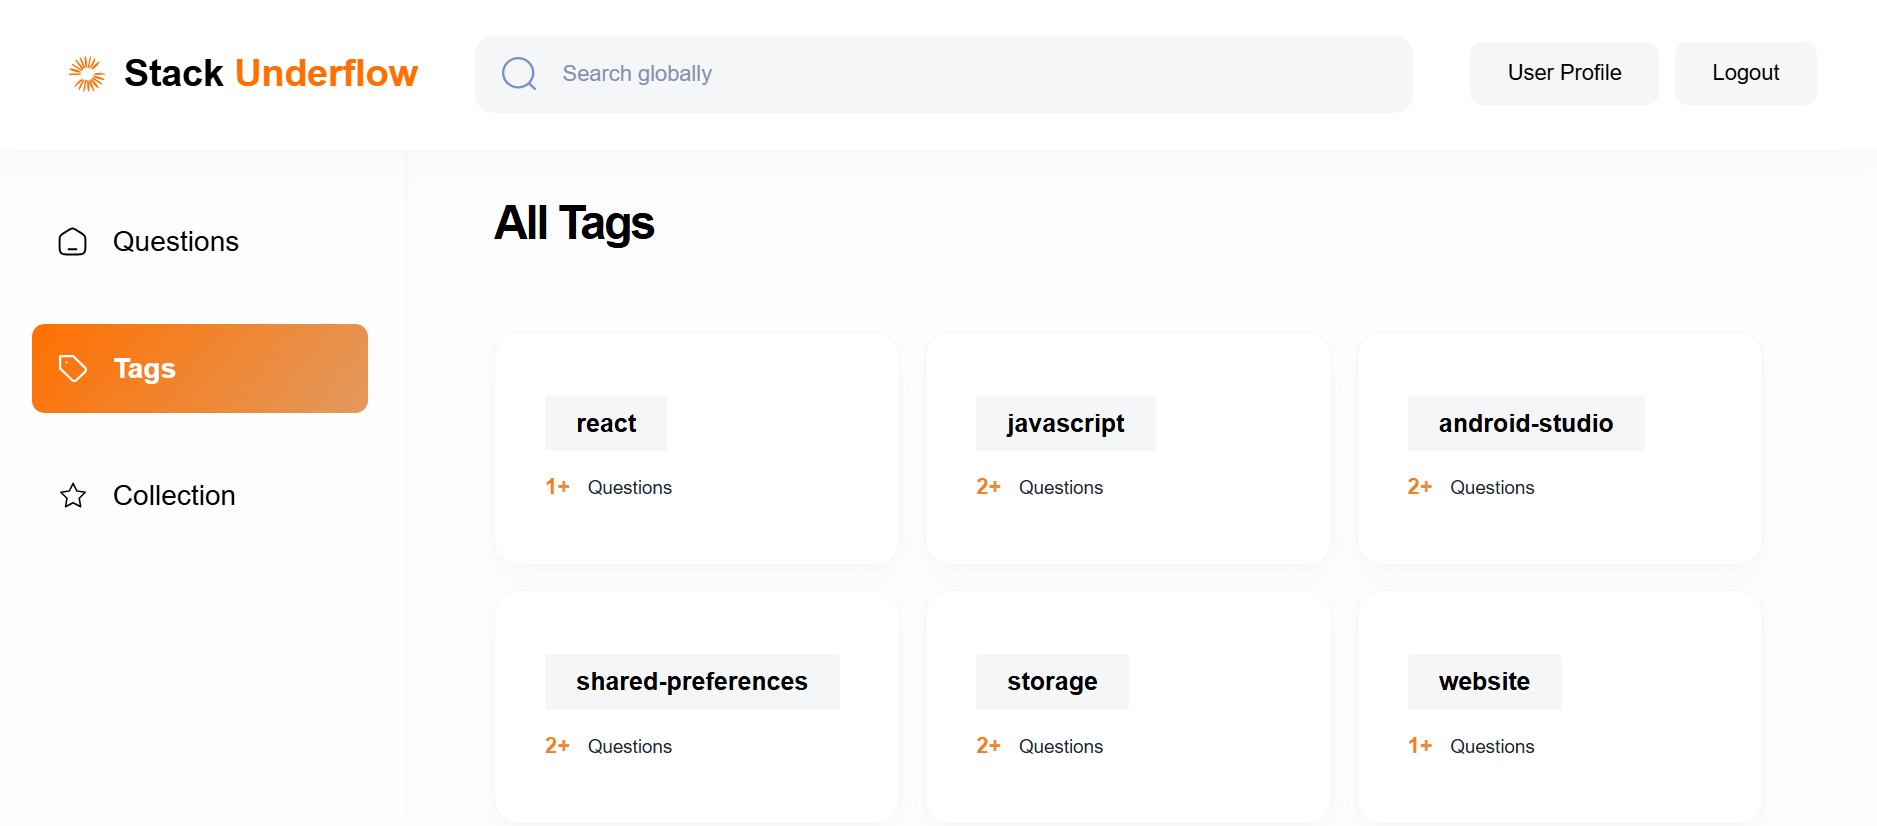 Stack Underflow
Search globally
User Profile
Logout
Questions
Tags
Collection
All Tags
react
1+ Questions
javascript
2+ Questions
android-studio
2+ Questions
shared-preferences
2+ Questions
storage
2+ Questions
website
1+ Questions